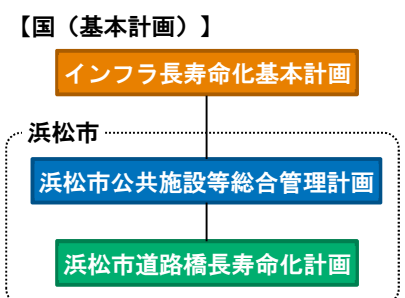 【国（基本計画）】
インフラ長寿命化基本計画
浜松市
浜松市公共施設等総合管理計画
浜松市道路橋長寿命化計画